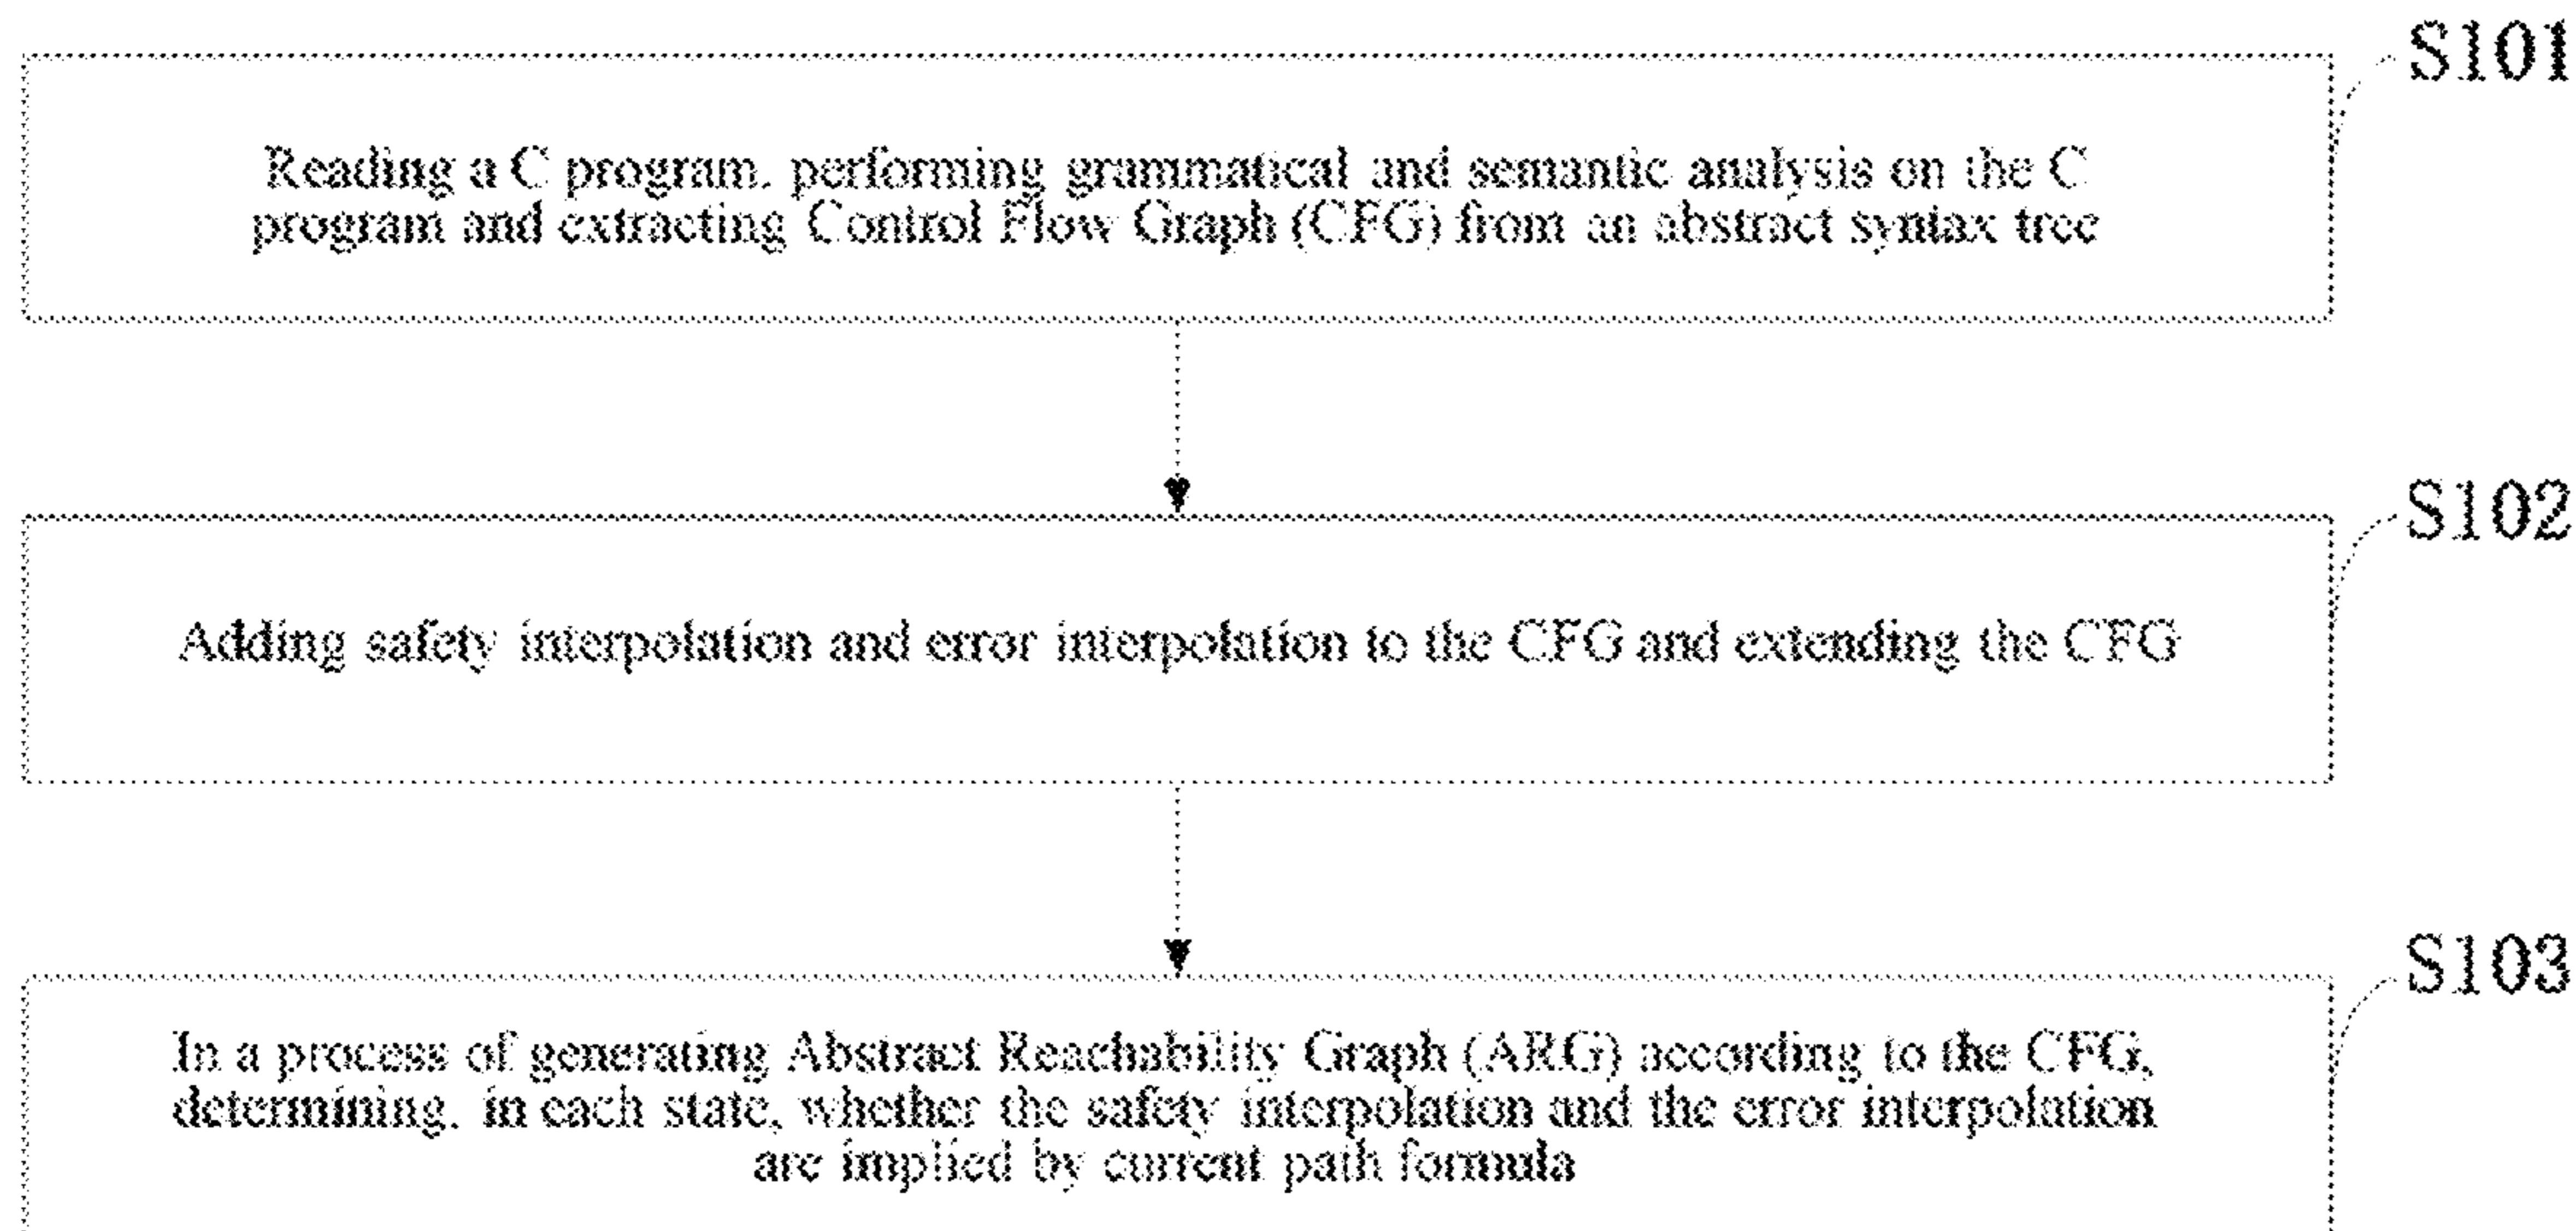 S101
Reading a C program, performing grammatical and semantic analysis on the C
program and extracting Control Flow Graph (CFG) from an abstract syntax tree
S102
Adding safety interpolation and error interpolation to the CFG and extending the CFG
S103
In a process of generating Abstract Reachability Graph (ARG) according to the CFG,
determining, in each state, whether the safety interpolation and the error interpolation
are implied by current path formula